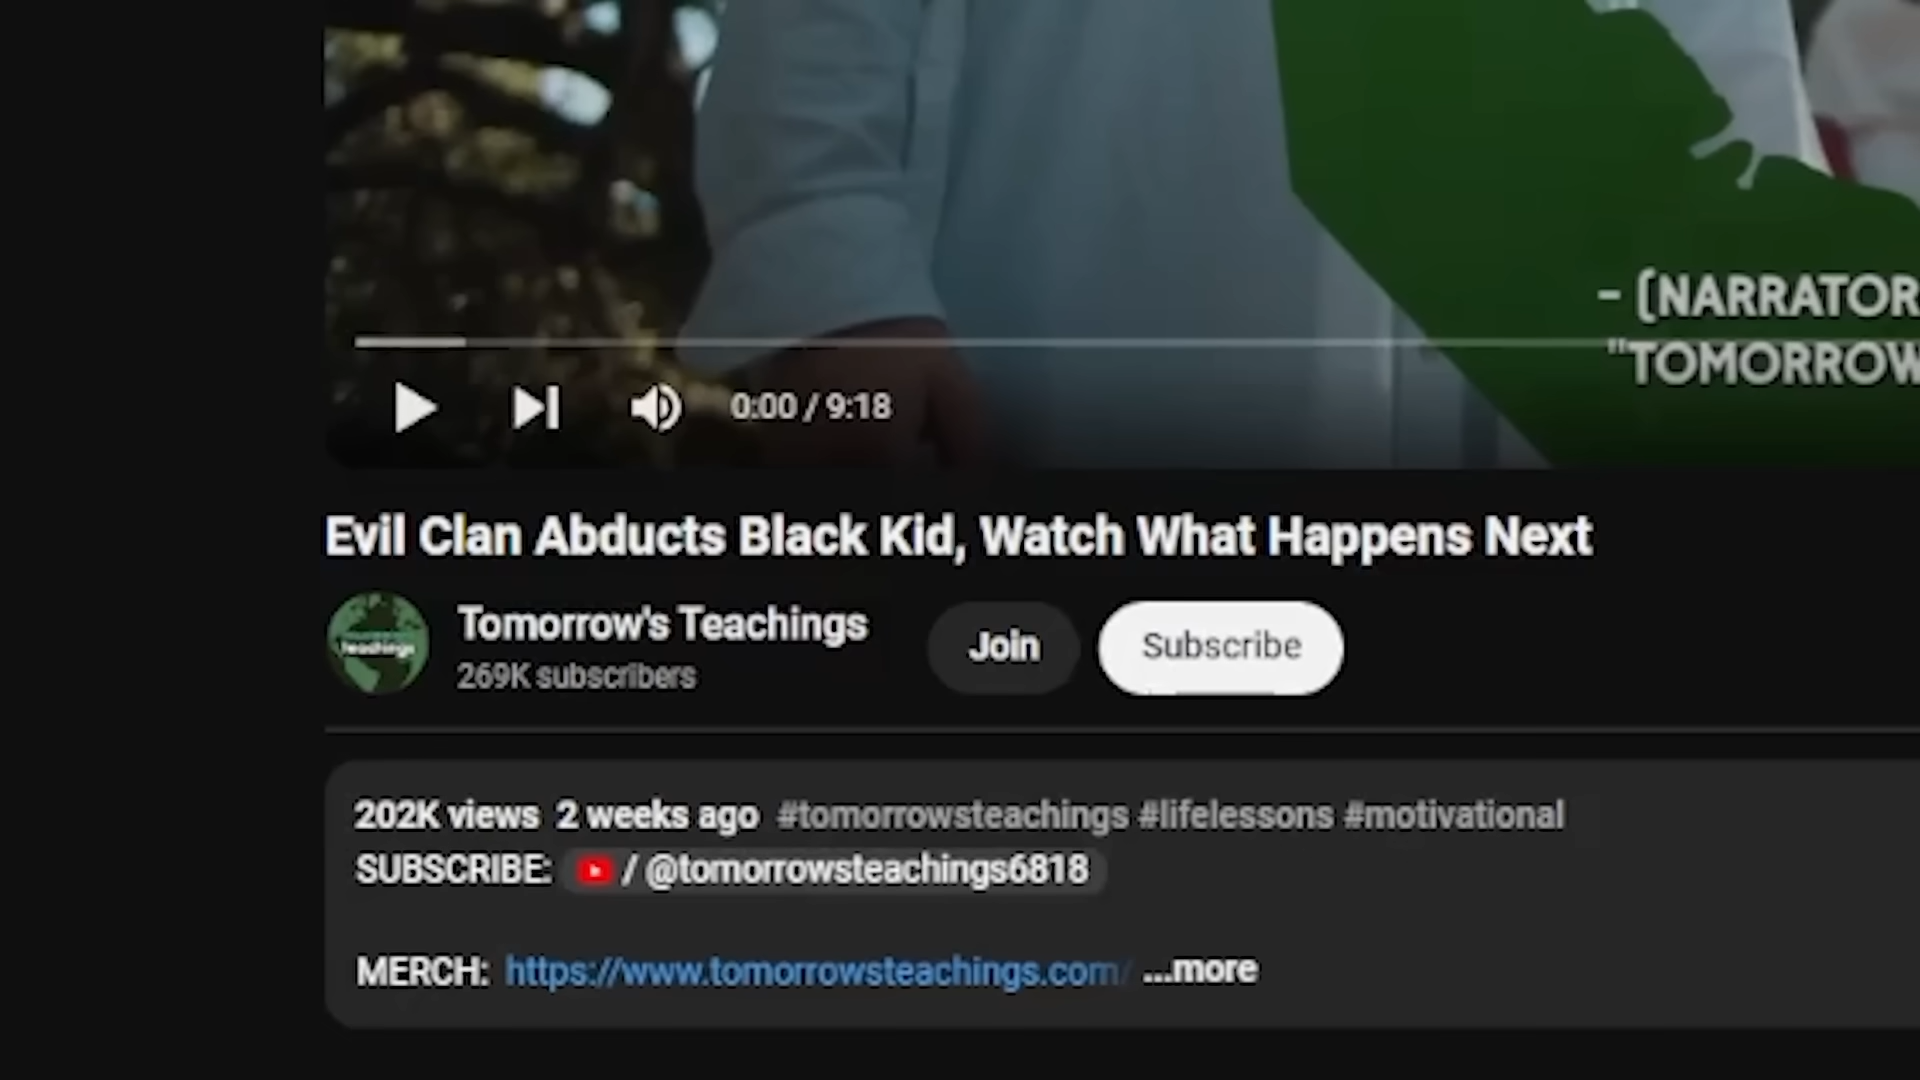 - (NARRATOR
"TOMORROW
0:00 / 9:18
Evil Clan Abducts Black Kid, Watch What Happens Next
teachings
Tomorrow's Teachings
269K subscribers
Join
Subscribe
202K views 2 weeks ago #tomorrowsteachings #lifelessons #motivational
SUBSCRIBE: / @tomorrowsteachings6818
MERCH: https://www.tomorrowsteachings.com/ ...more